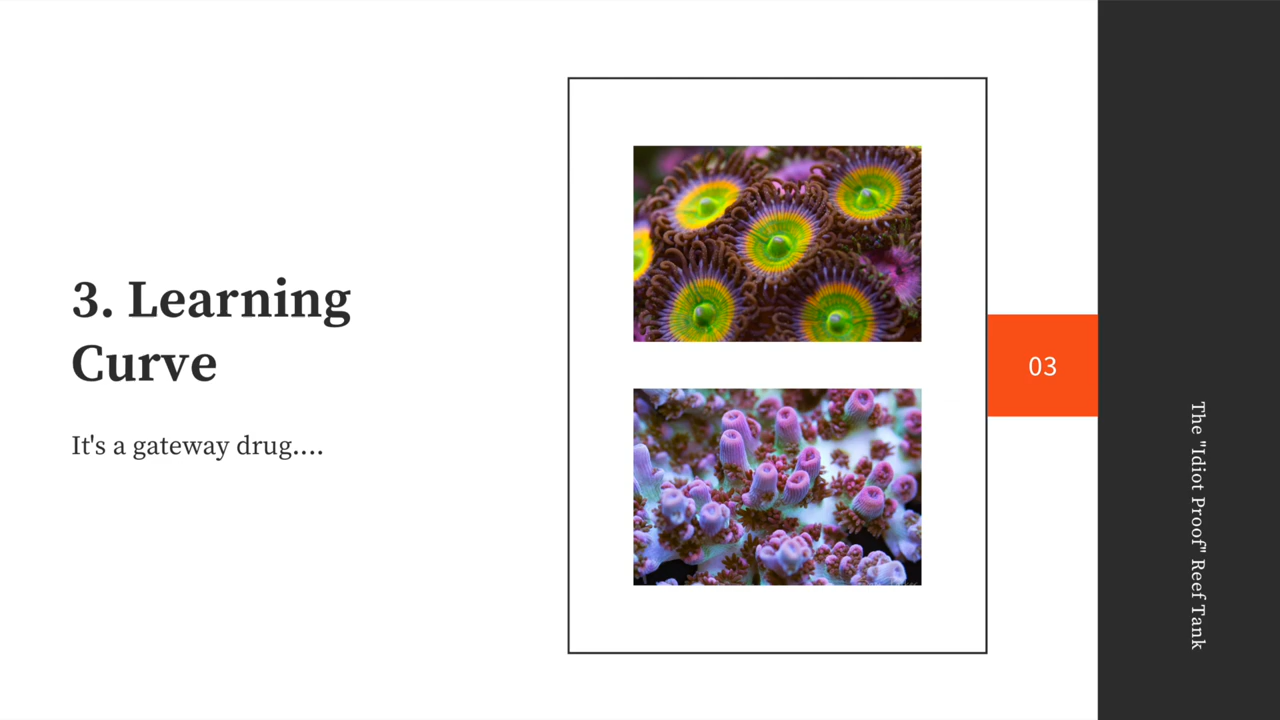 3. Learning
Curve
It's a gateway drug....
03
The "Idiot Proof" Reef Tank